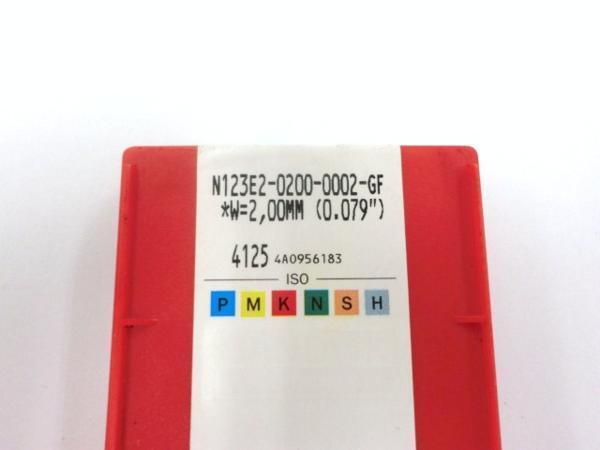 N123E2-0200-0002-GF
*W=2,00MM (0.079")
4125 4A0956183
ISO
P M K N S H